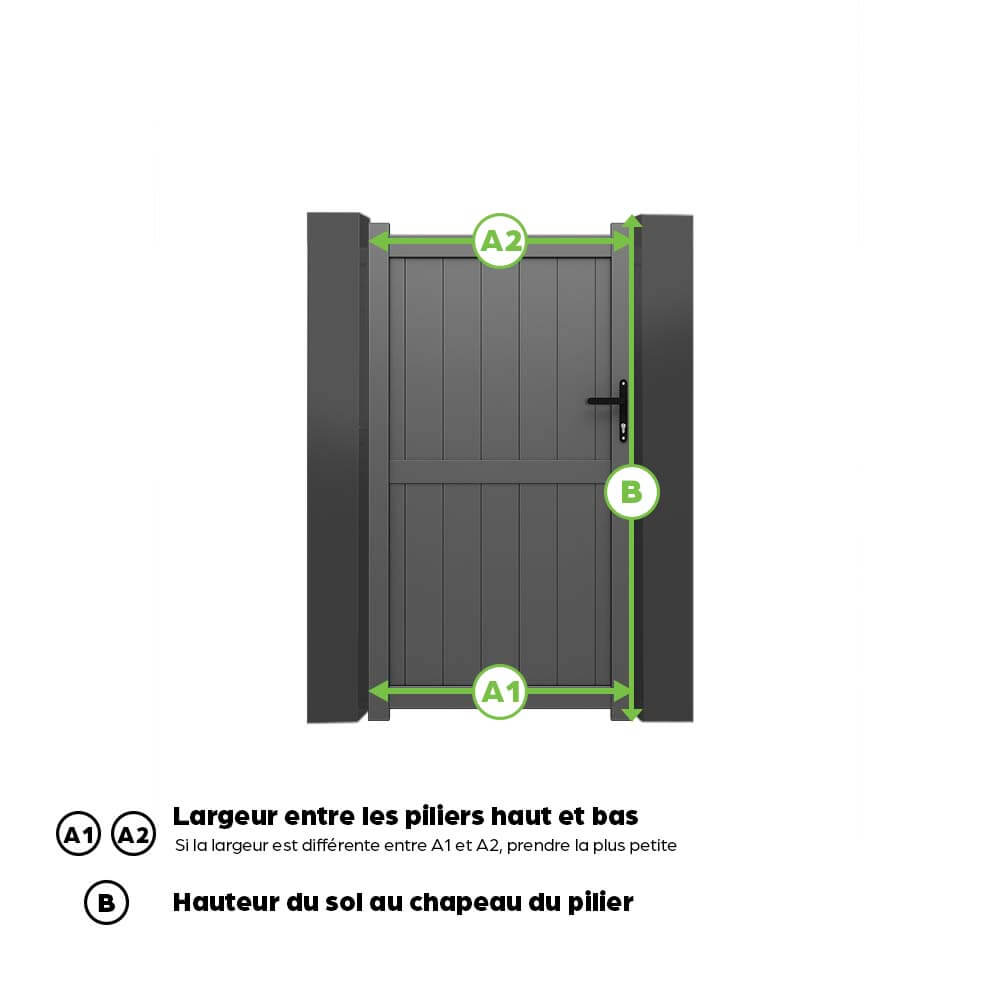 A2
B
A1
A1 A2 Largeur entre les piliers haut et bas
Si la largeur est différente entre A1 et A2, prendre la plus petite
B Hauteur du sol au chapeau du pilier